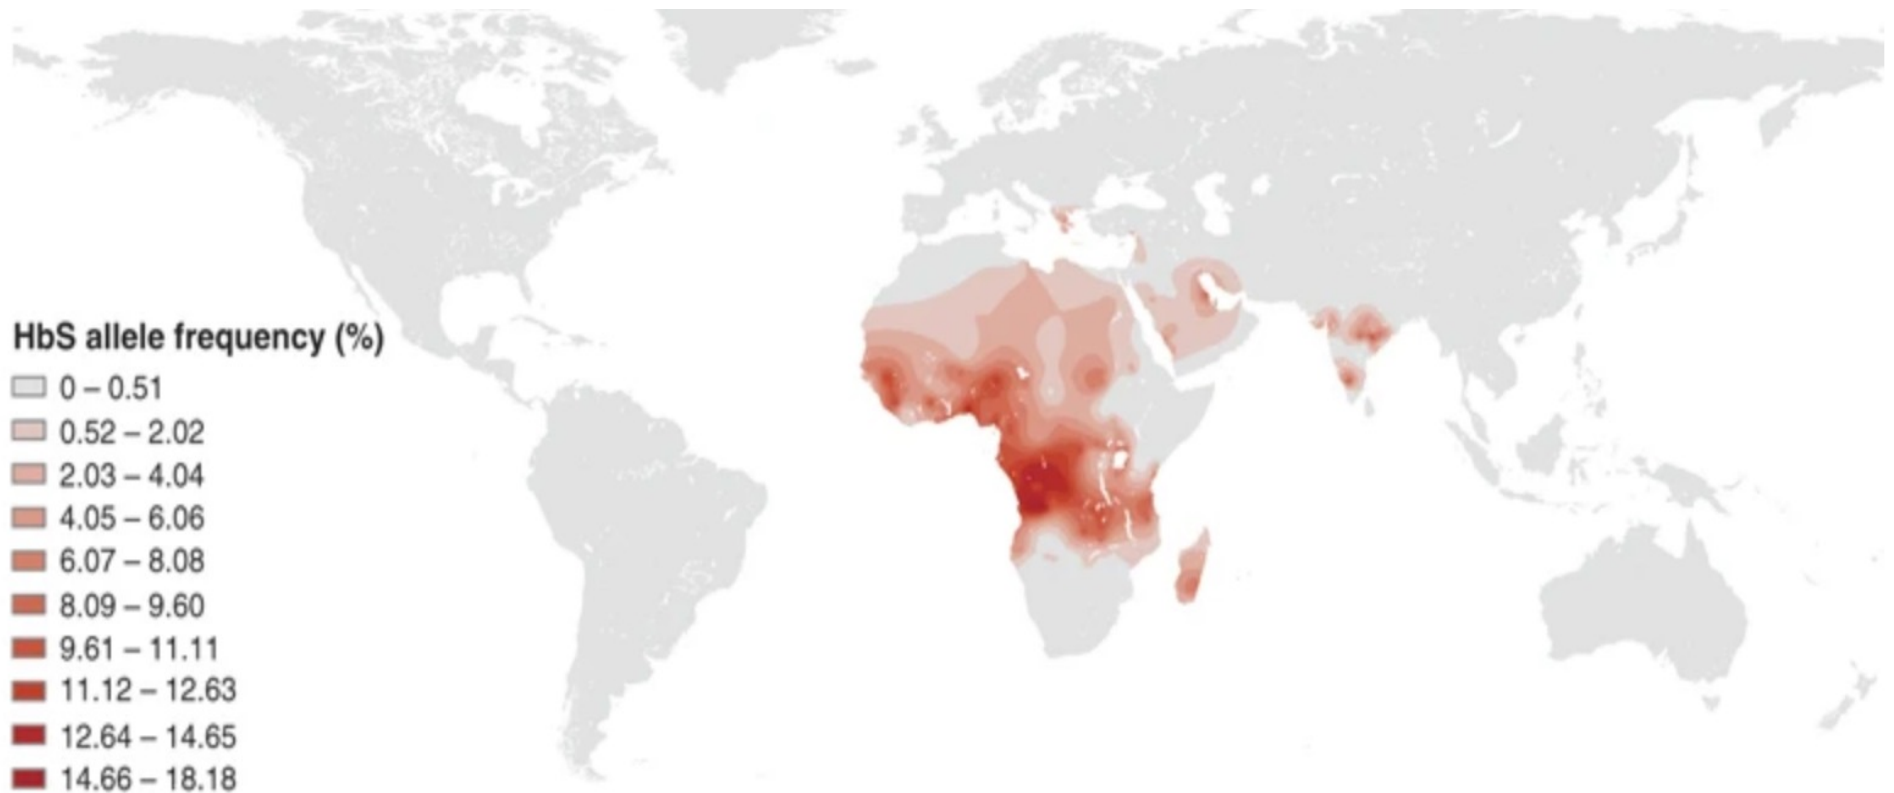 HbS allele frequency (%)
0 – 0.51
0.52 – 2.02
2.03 – 4.04
4.05 – 6.06
6.07 – 8.08
8.09 – 9.60
9.61 – 11.11
11.12 – 12.63
12.64 – 14.65
14.66 – 18.18